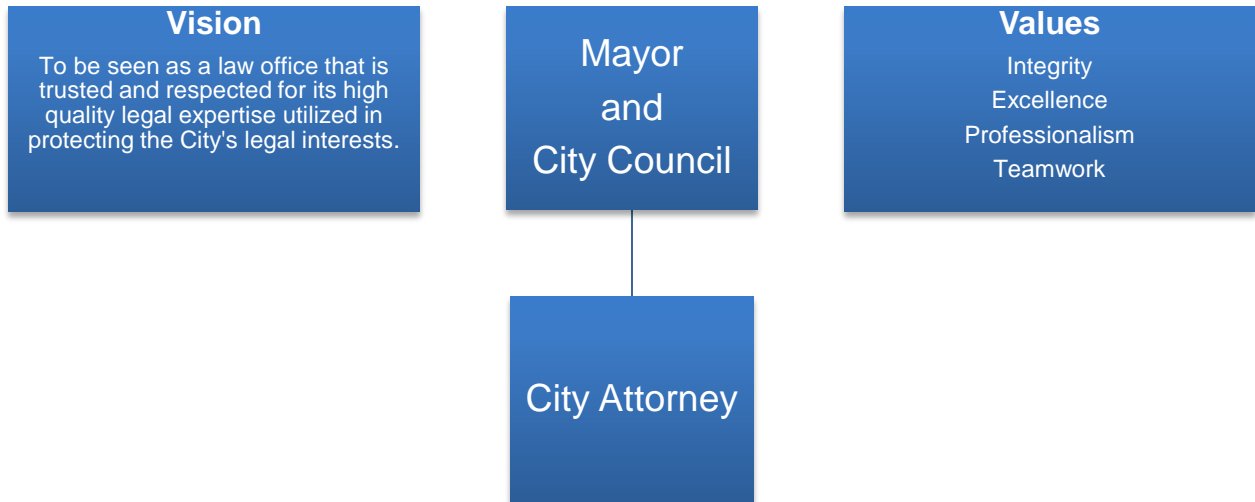 Vision
To be seen as a law office that is
trusted and respected for its high
quality legal expertise utilized in
protecting the City's legal interests.
Mayor
and
City Council
Values
Integrity
Excellence
Professionalism
Teamwork
City Attorney